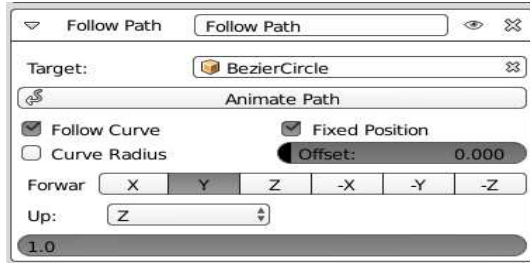 Follow Path Follow Path
Target: BezierCircle
Animate Path
Follow Curve Fixed Position
Curve Radius Offset: 0.000
Forwar X Y Z -X -Y -Z
Up: Z
1.0